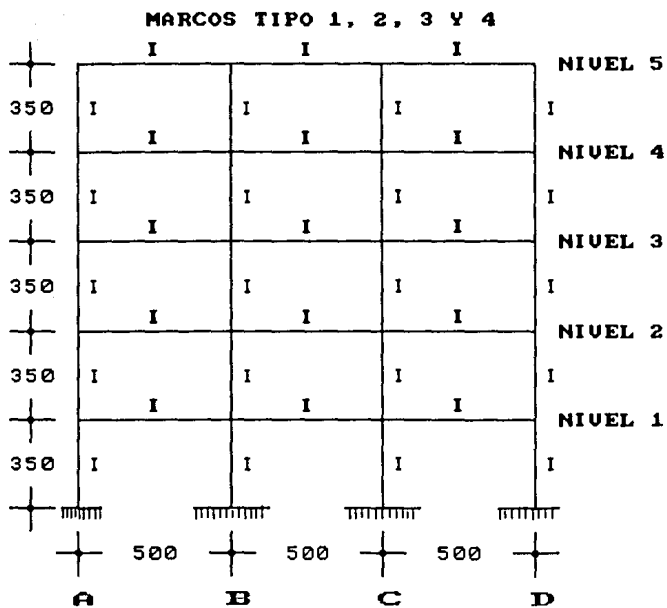 MARCOS TIPO 1, 2, 3 Y 4
I I I
NIVEL 5
350 I I I I
I I I
NIVEL 4
350 I I I I
I I I
NIVEL 3
350 I I I I
I I I
NIVEL 2
350 I I I I
I I I
NIVEL 1
350 I I I I
500 500 500
A B C D